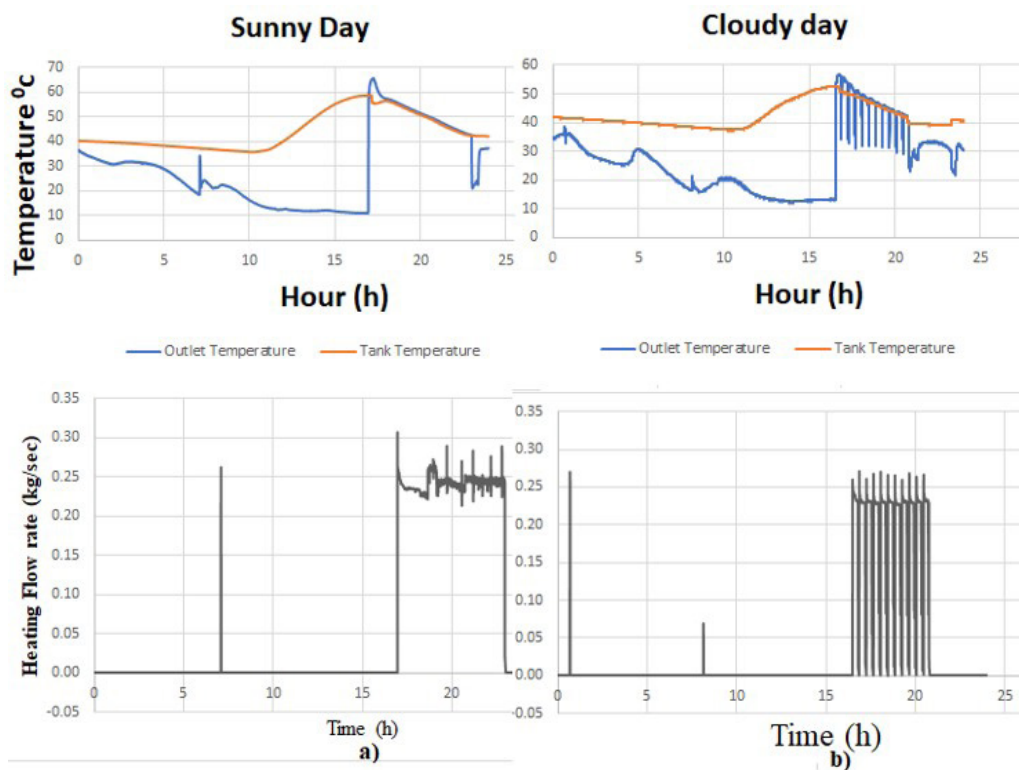 Sunny Day
Cloudy day
Temperature ⁰c
70
60
50
40
30
20
10
0
0 5 10 15 20 25
Hour (h)
60
50
40
30
20
10
0
0 5 10 15 20 25
Hour (h)
Outlet Temperature Tank Temperature
Outlet Temperature Tank Temperature
Heating Flow rate (kg/sec)
0.35
0.30
0.25
0.20
0.15
0.10
0.05
0.00
-0.05
0 5 10 15 20
Time (h)
a)
0.35
0.30
0.25
0.20
0.15
0.10
0.05
0.00
-0.05
0 5 10 15 20 25
Time (h)
b)